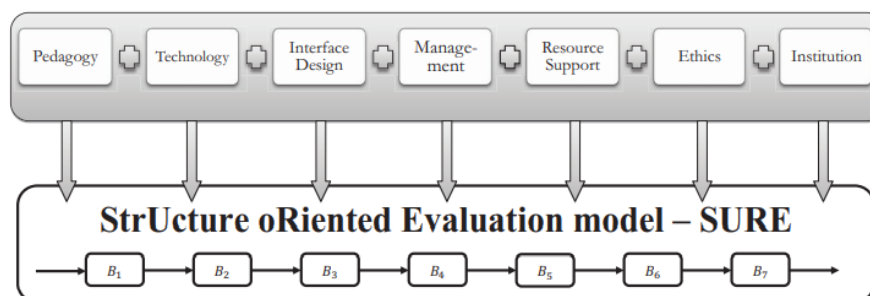 Pedagogy
Technology
Interface
Design
Manage-
ment
Resource
Support
Ethics
Institution
StrUcture oRiented Evaluation model – SURE
B₁ B₂ B₃ B₄ B₅ B₆ B₇